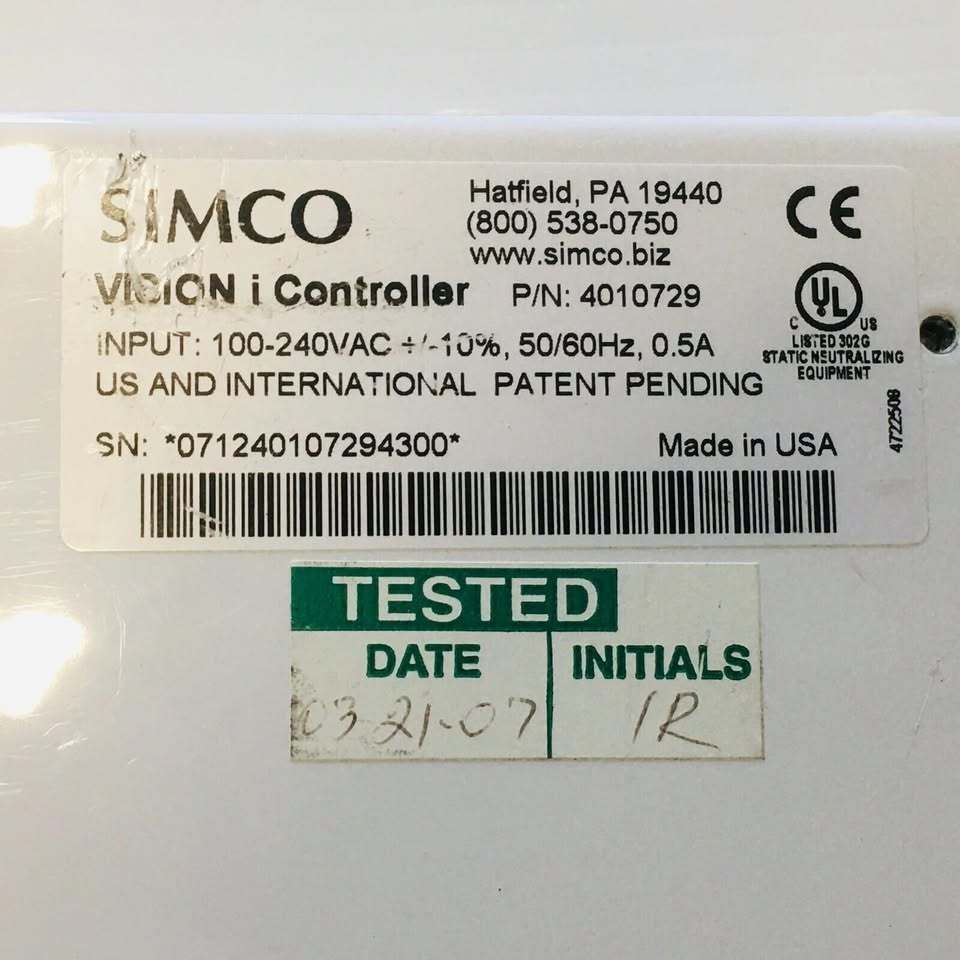 SIMCO
Hatfield, PA 19440
(800) 538-0750
www.simco.biz
CE
VISION i Controller P/N: 4010729
UL
C US
LISTED 302G
STATIC NEUTRALIZING
EQUIPMENT
INPUT: 100-240VAC +/-10%, 50/60Hz, 0.5A
US AND INTERNATIONAL PATENT PENDING
4722508
SN: *071240107294300* Made in USA
TESTED
DATE INITIALS
03-21-07 IR